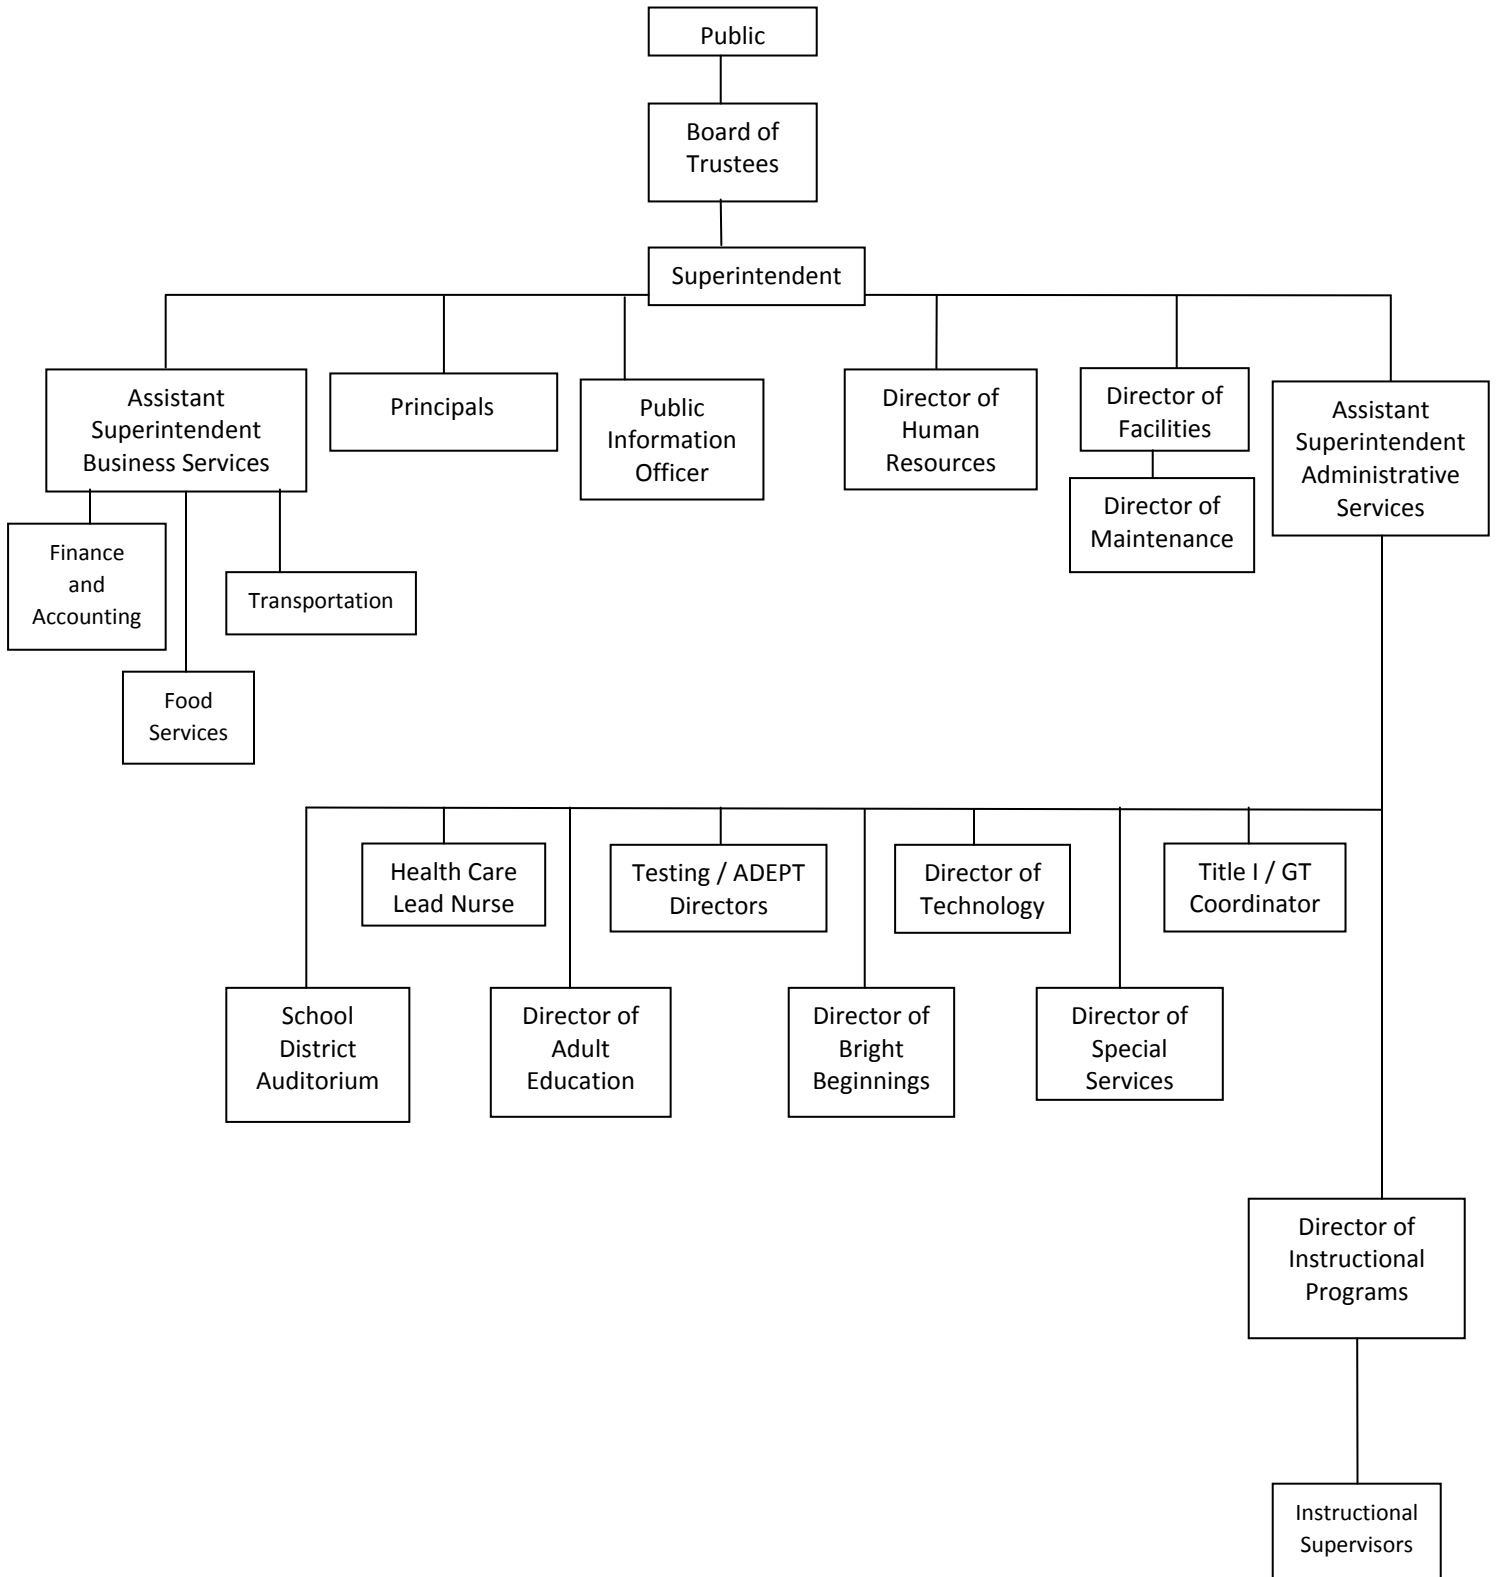 Public
Board of
Trustees
Superintendent
Assistant
Superintendent
Business Services
Principals
Public
Information
Officer
Director of
Human
Resources
Director of
Facilities
Assistant
Superintendent
Administrative
Services
Director of
Maintenance
Finance
and
Accounting
Transportation
Food
Services
Health Care
Lead Nurse
Testing / ADEPT
Directors
Director of
Technology
Title I / GT
Coordinator
School
District
Auditorium
Director of
Adult
Education
Director of
Bright
Beginnings
Director of
Special
Services
Director of
Instructional
Programs
Instructional
Supervisors